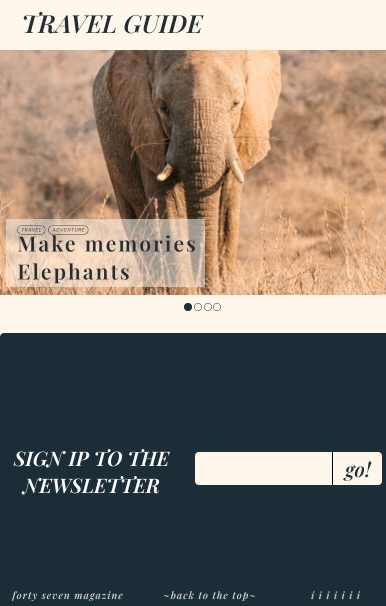 TRAVEL GUIDE
TRAVEL ADVENTURE
Make memories
Elephants
SIGN IP TO THE
NEWSLETTER
go!
forty seven magazine ~back to the top~ i i i i i i i